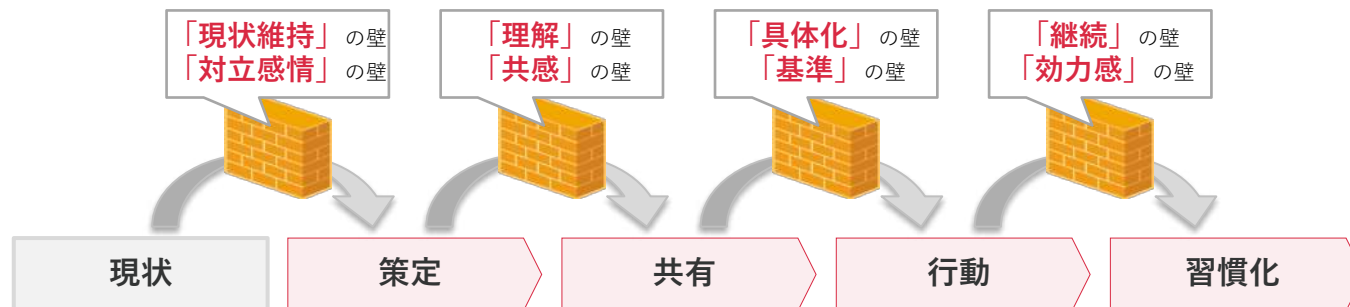 「現状維持」の壁
「対立感情」の壁
「理解」の壁
「共感」の壁
「具体化」の壁
「基準」の壁
「継続」の壁
「効力感」の壁
現状
策定
共有
行動
習慣化